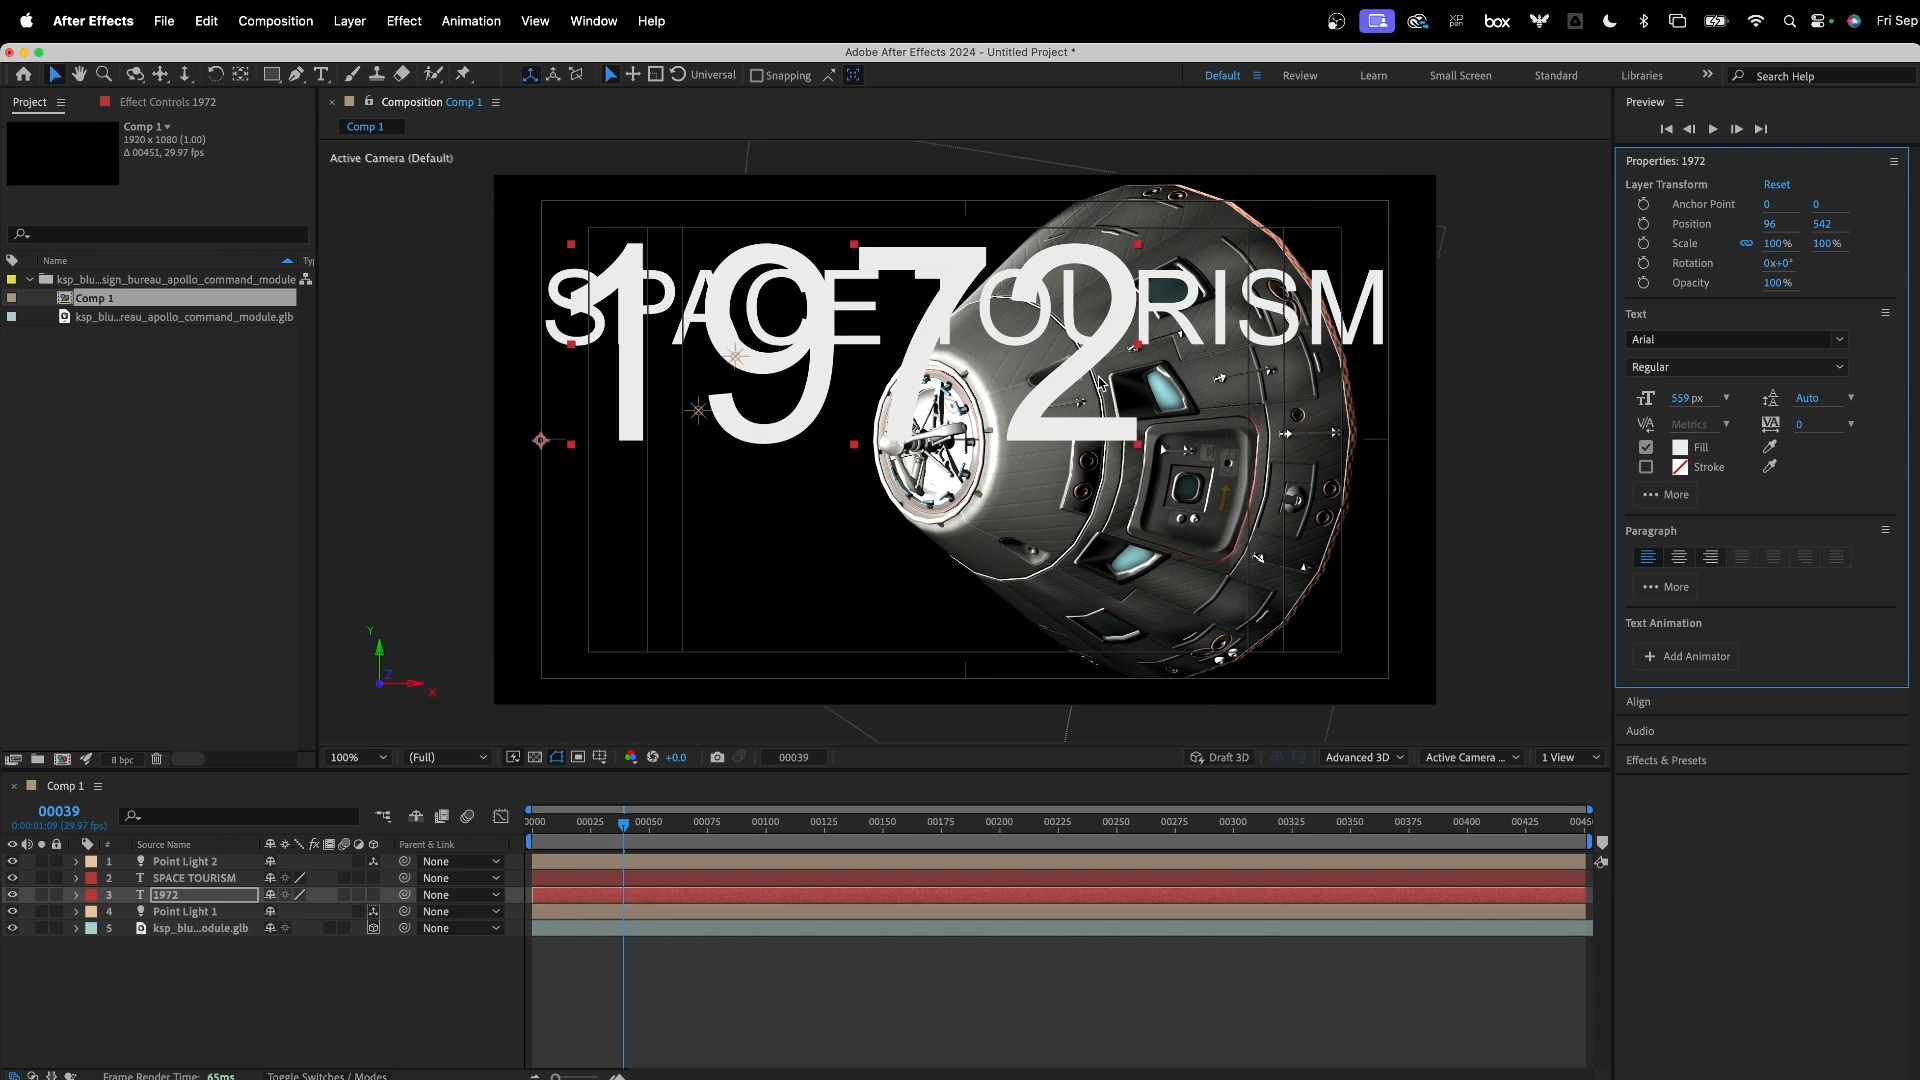 After Effects File Edit Composition Layer Effect Animation View Window Help
box
Fri Sep
Adobe After Effects 2024 - Untitled Project *
Universal
Snapping
Default Review Learn Small Screen Standard Libraries
Search Help
Project
Effect Controls 1972
Comp 1
1920 x 1080 (1.00)
Δ 00451, 29.97 fps
Name
ksp_blu...sign_bureau_apollo_command_module
Comp 1
ksp_blu...reau_apollo_command_module.glb
8 bpc
Composition Comp 1
Comp 1
Active Camera (Default)
1972
SPACE TOURISM
Y
Z
X
100%
(Full)
+0.0
00039
Draft 3D
Advanced 3D
Active Camera ...
1 View
Preview
Properties: 1972
Layer Transform Reset
Anchor Point 0 0
Position 96 542
Scale 100% 100%
Rotation 0x+0°
Opacity 100%
Text
Arial
Regular
559 px Auto
Metrics 0
Fill
Stroke
More
Paragraph
More
Text Animation
Add Animator
Align
Audio
Effects & Presets
Comp 1
00039
0:00:01:09 (29.97 fps)
# Source Name Parent & Link
0000 00025 00050 00075 00100 00125 00150 00175 00200 00225 00250 00275 00300 00325 00350 00375 00400 00425
1 Point Light 2 None
2 T SPACE TOURISM None
3 T 1972 None
4 Point Light 1 None
5 ksp_blu...odule.glb None
Frame Render Time: 65ms
Toggle Switches / Modes